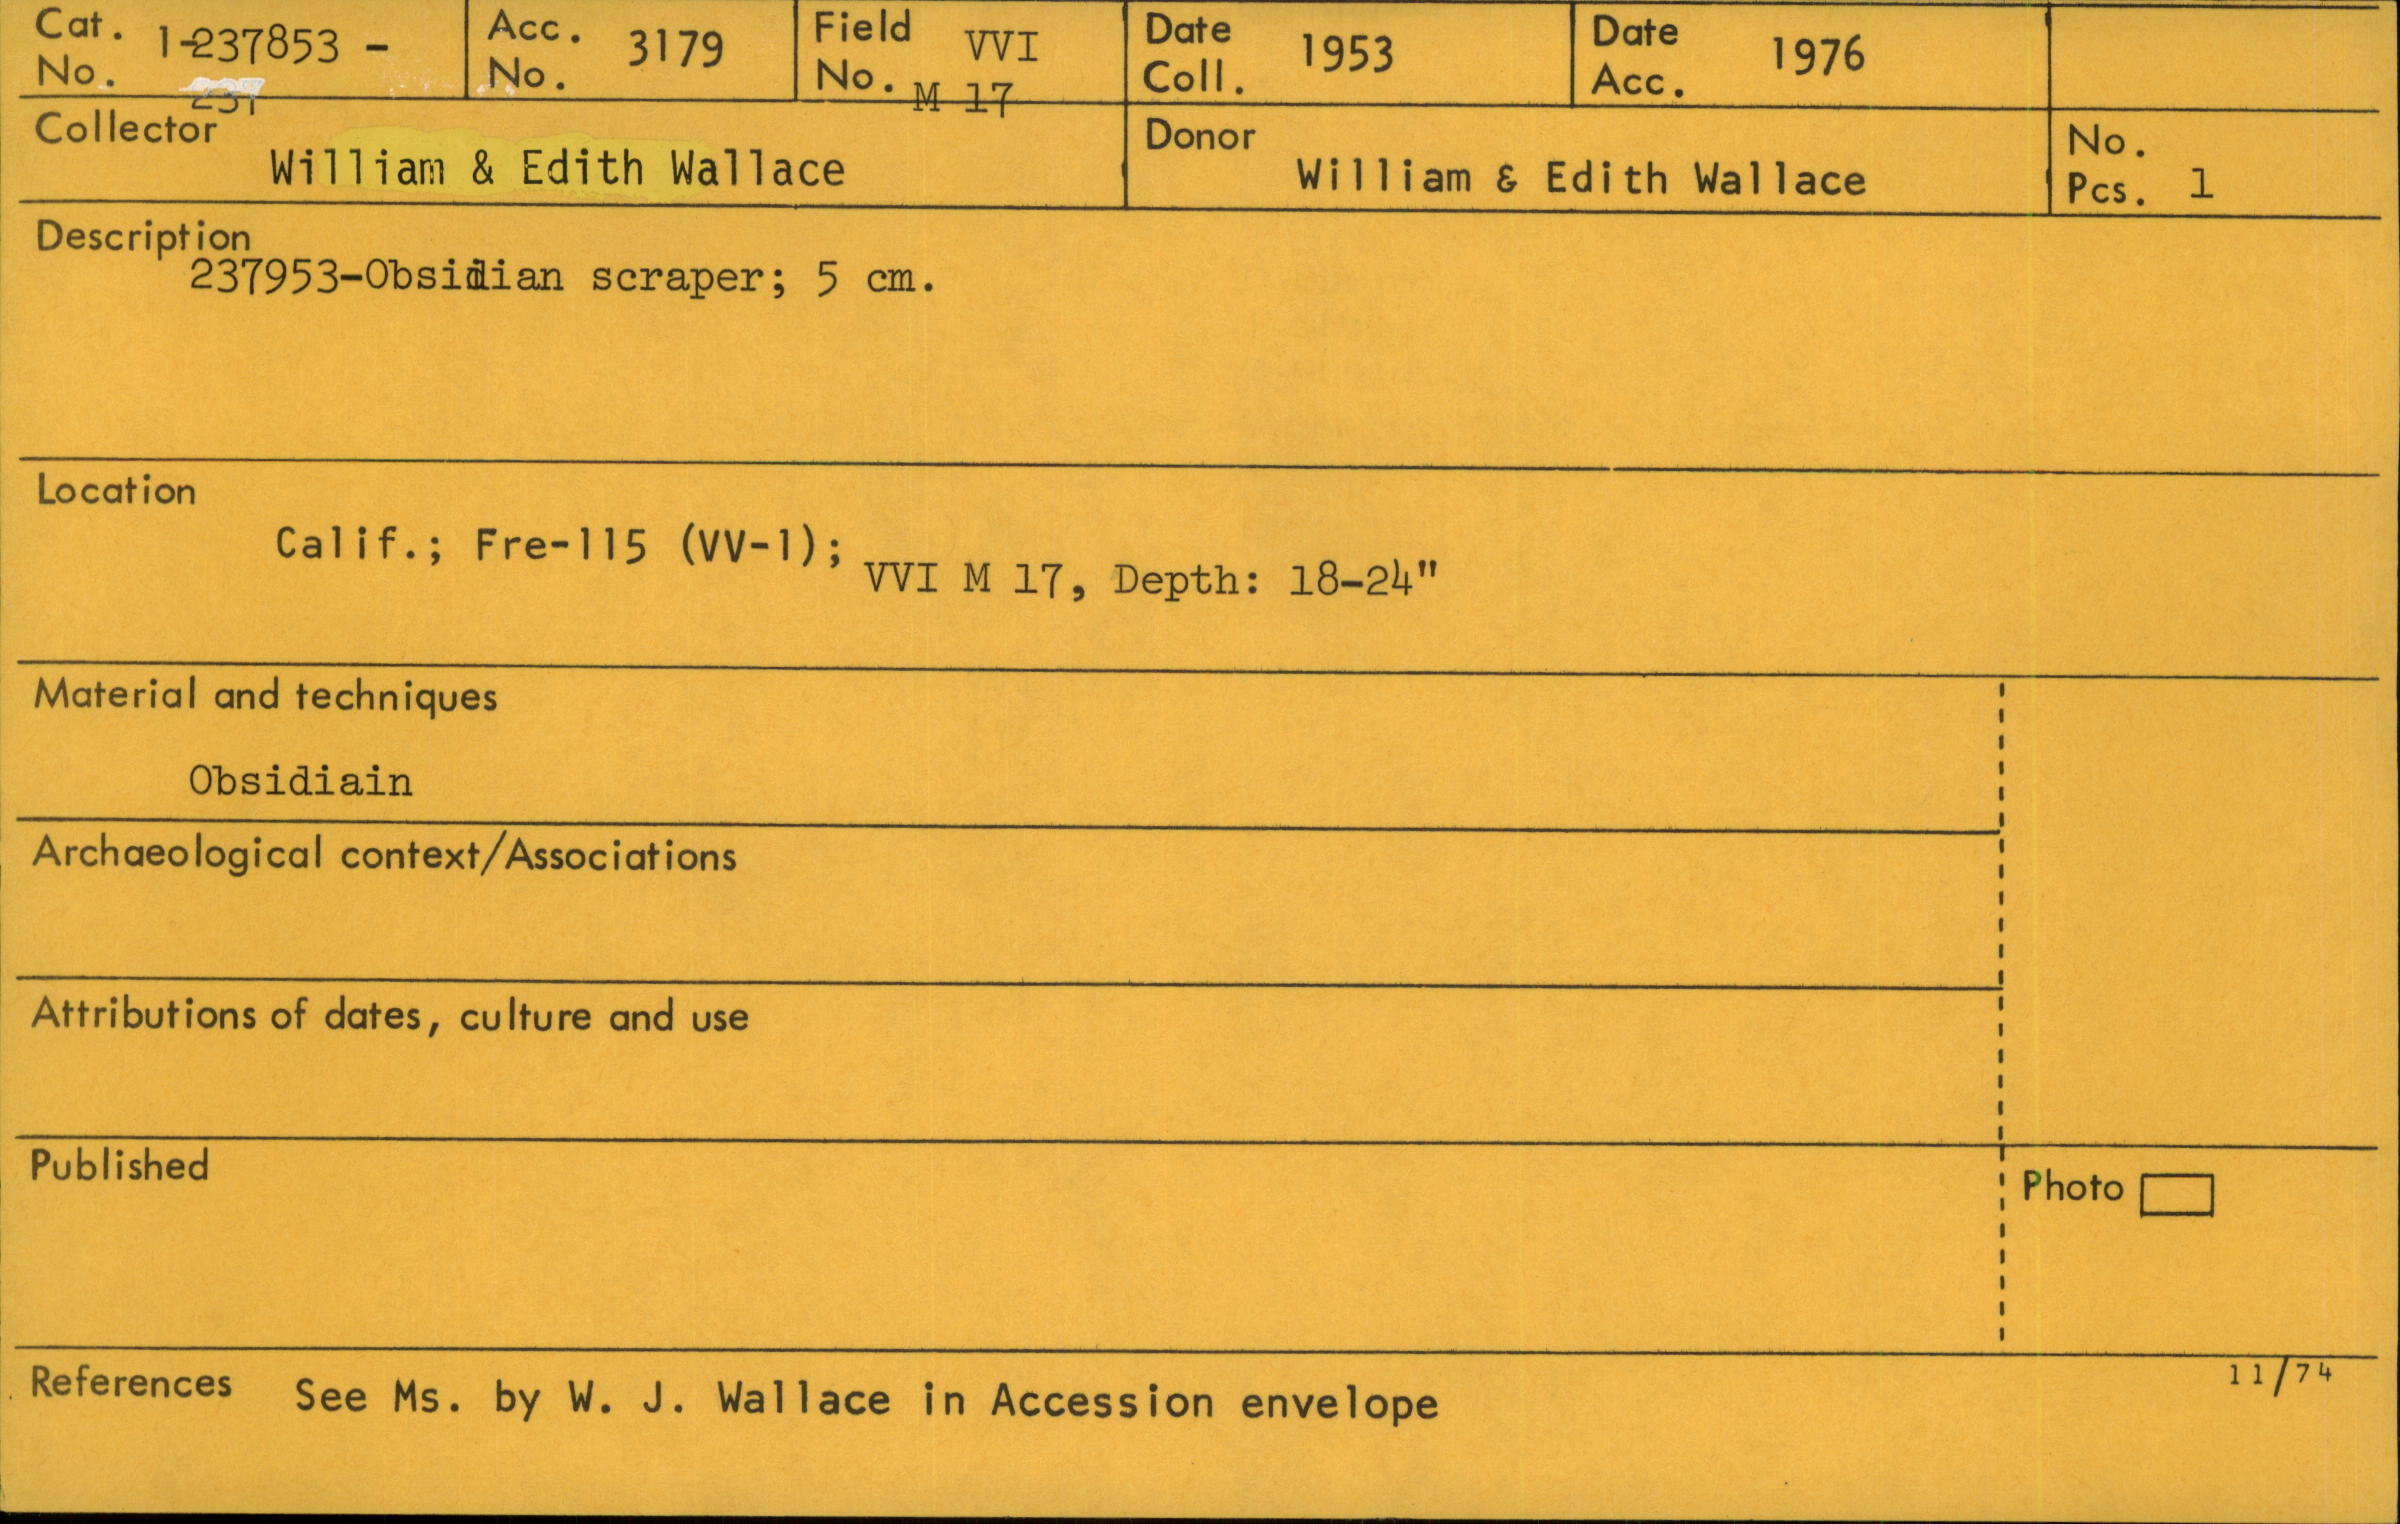 Cat. No. 1-237853 -
Acc. No. 3179
Field No. VVI M 17
Date Coll. 1953
Date Acc. 1976
Collector William & Edith Wallace
Donor William & Edith Wallace
No. Pcs. 1
Description
237953-Obsidian scraper; 5 cm.
Location
Calif.; Fre-115 (VV-1); VVI M 17, Depth: 18-24"
Material and techniques
Obsidiain
Archaeological context/Associations
Attributions of dates, culture and use
Published
Photo
References See Ms. by W. J. Wallace in Accession envelope
11/74